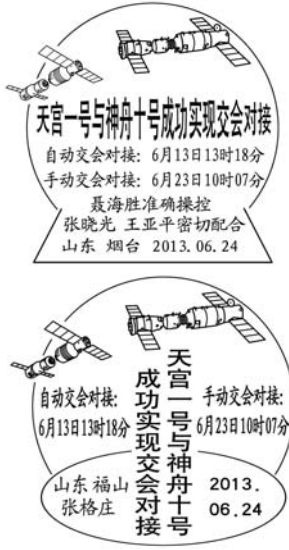 天宫一号与神舟十号成功实现交会对接
自动交会对接: 6月13日13时18分
手动交会对接: 6月23日10时07分
聂海胜准确操控
张晓光 王亚平密切配合
山东 烟台 2013.06.24
天宫一号与神舟十号
成功实现交会对接
自动交会对接:
6月13日13时18分
手动交会对接:
6月23日10时07分
山东 福山
张格庄
2013.
06.24